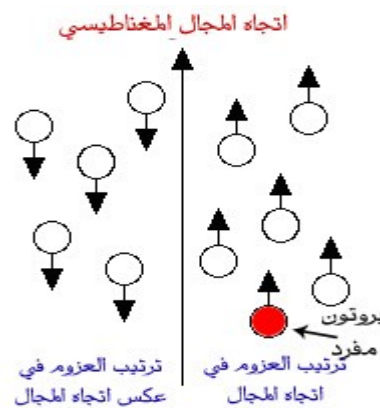 اتجاه المجال المغناطيسي
بروتون
مفرد
ترتيب العزوم في
اتجاه المجال
ترتيب العزوم في
عكس اتجاه المجال